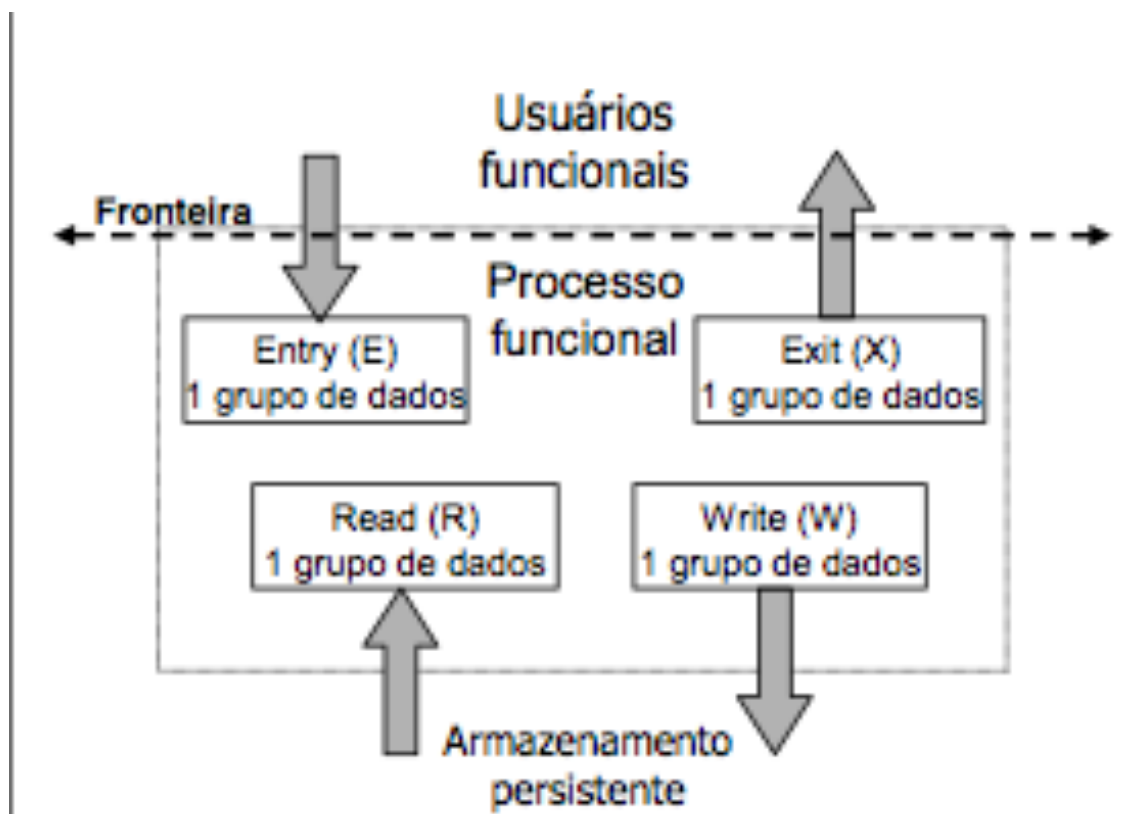 Usuários
funcionais
Fronteira
Processo
funcional
Entry (E)
1 grupo de dados
Exit (X)
1 grupo de dados
Read (R)
1 grupo de dados
Write (W)
1 grupo de dados
Armazenamento
persistente